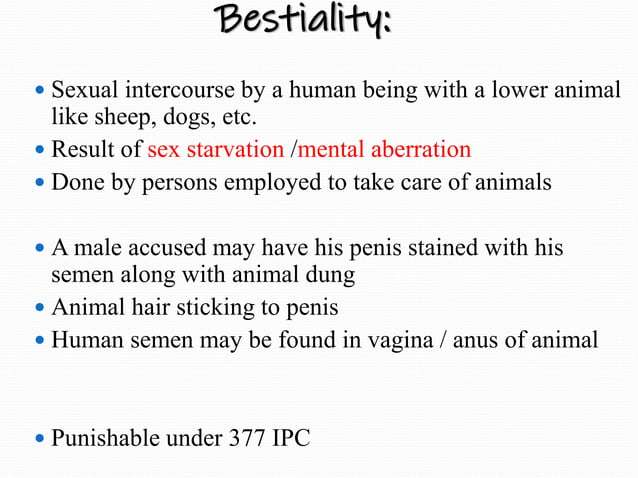 Bestiality:
• Sexual intercourse by a human being with a lower animal
like sheep, dogs, etc.
• Result of sex starvation /mental aberration
• Done by persons employed to take care of animals
• A male accused may have his penis stained with his
semen along with animal dung
• Animal hair sticking to penis
• Human semen may be found in vagina / anus of animal
• Punishable under 377 IPC